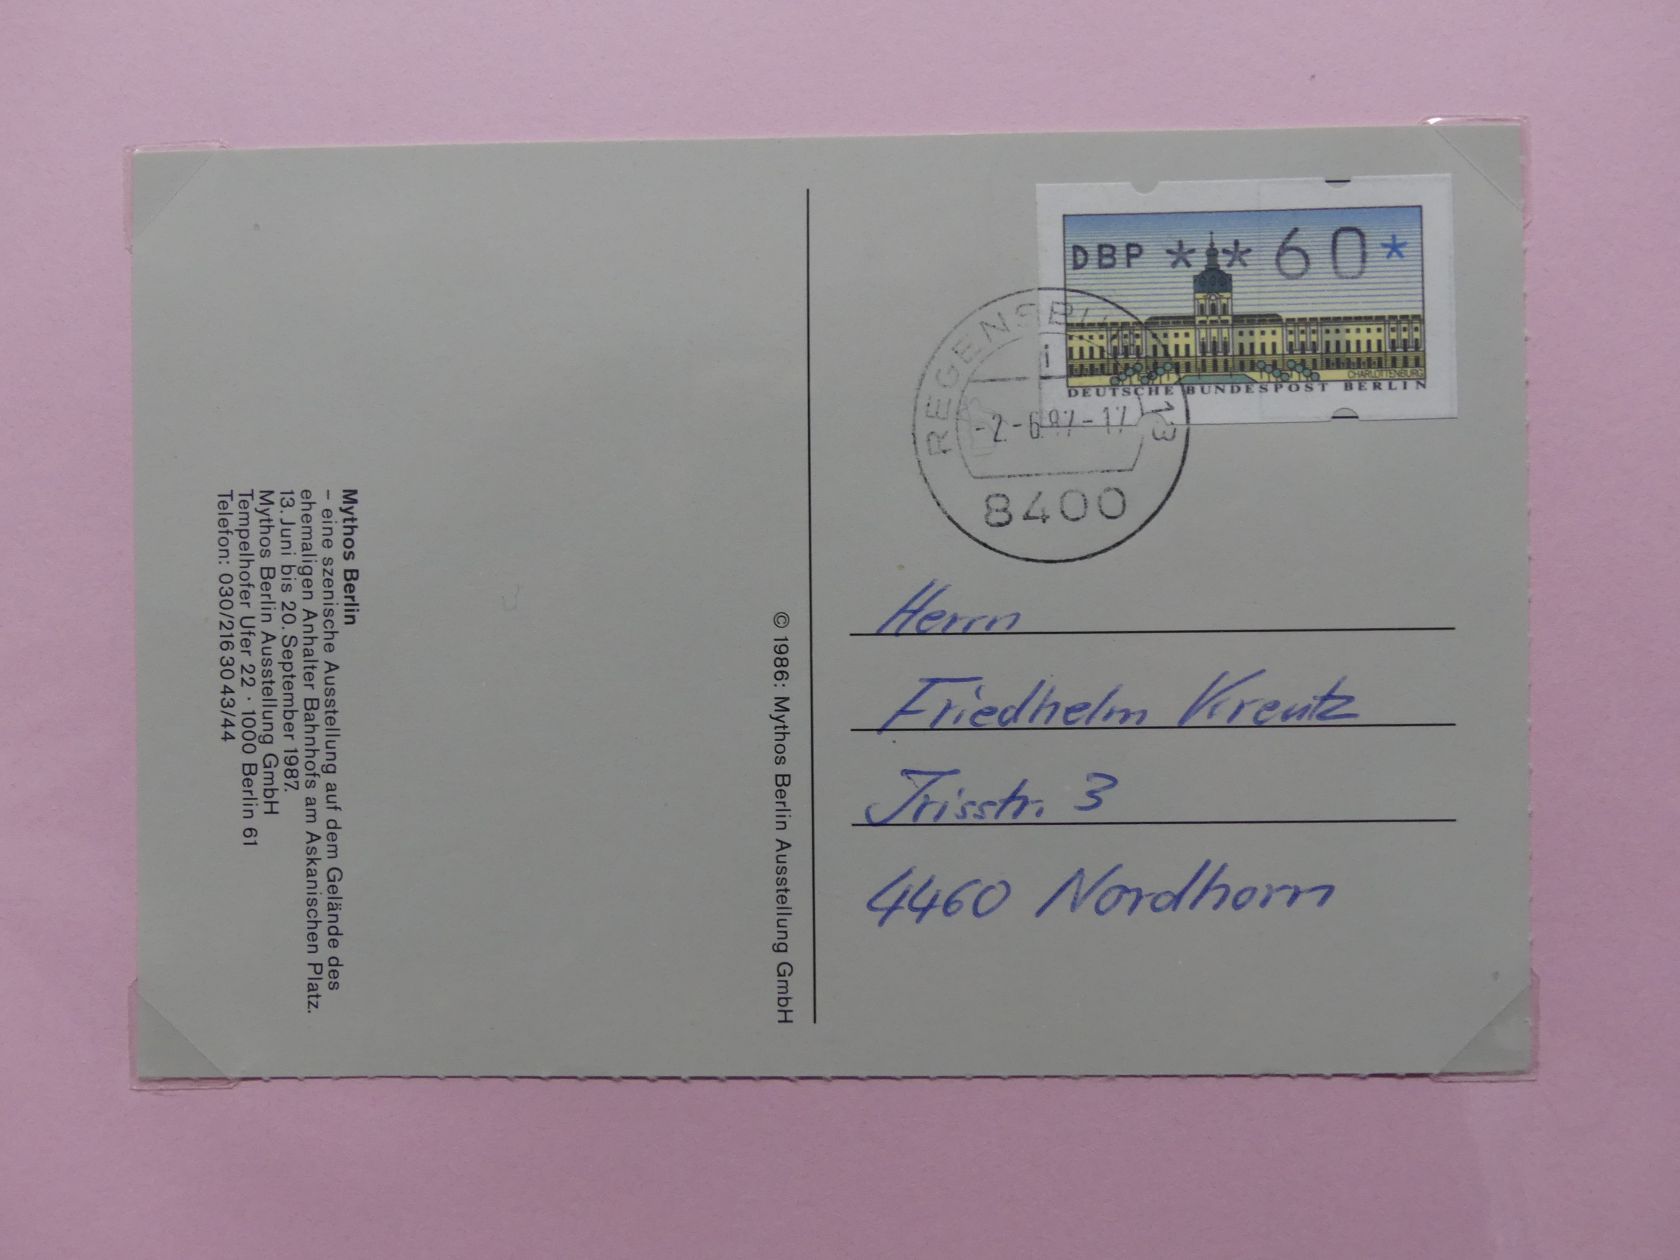 Mythos Berlin
– eine szenische Ausstellung auf dem Gelände des
ehemaligen Anhalter Bahnhofs am Askanischen Platz.
13. Juni bis 20. September 1987.
Mythos Berlin Ausstellung GmbH
Tempelhofer Ufer 22 · 1000 Berlin 61
Telefon: 030/216 30 43/44
© 1986: Mythos Berlin Ausstellung GmbH
DBP ** 60*
CHARLOTTENBURG
DEUTSCHE BUNDESPOST BERLIN
REGENSBURG 13
i
-2.-6.87-17
8400
Herrn
Friedhelm Kreutz
Irisstr. 3
4460 Nordhorn